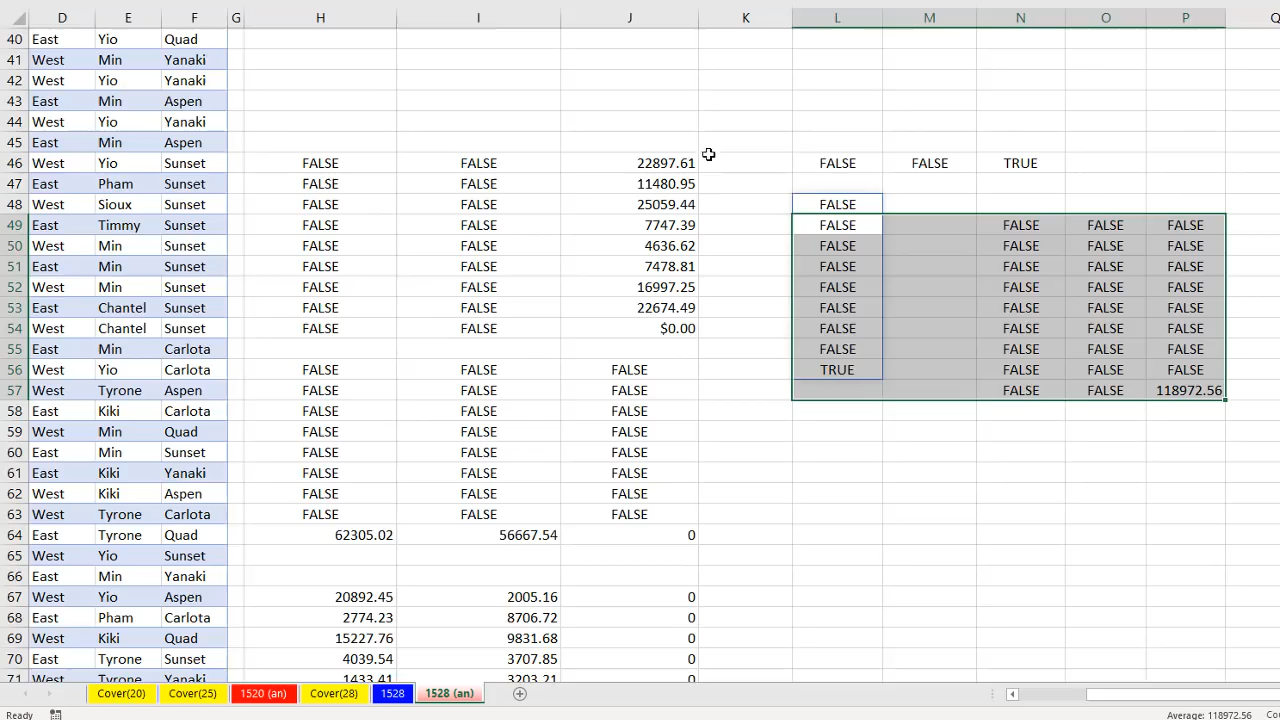 D E F G H I J K L M N O P Q
40 East Yio Quad
41 West Min Yanaki
42 West Yio Yanaki
43 East Min Aspen
44 West Yio Yanaki
45 East Min Aspen
46 West Yio Sunset FALSE FALSE 22897.61 FALSE FALSE TRUE
47 East Pham Sunset FALSE FALSE 11480.95
48 West Sioux Sunset FALSE FALSE 25059.44 FALSE
49 East Timmy Sunset FALSE FALSE 7747.39 FALSE FALSE FALSE FALSE
50 West Min Sunset FALSE FALSE 4636.62 FALSE FALSE FALSE FALSE
51 East Min Sunset FALSE FALSE 7478.81 FALSE FALSE FALSE FALSE
52 West Min Sunset FALSE FALSE 16997.25 FALSE FALSE FALSE FALSE
53 East Chantel Sunset FALSE FALSE 22674.49 FALSE FALSE FALSE FALSE
54 West Chantel Sunset FALSE FALSE $0.00 FALSE FALSE FALSE FALSE
55 East Min Carlota FALSE FALSE FALSE FALSE
56 West Yio Carlota FALSE FALSE FALSE TRUE FALSE FALSE FALSE
57 West Tyrone Aspen FALSE FALSE FALSE FALSE FALSE 118972.56
58 East Kiki Carlota FALSE FALSE FALSE
59 West Min Quad FALSE FALSE FALSE
60 East Min Sunset FALSE FALSE FALSE
61 East Kiki Yanaki FALSE FALSE FALSE
62 West Kiki Aspen FALSE FALSE FALSE
63 West Tyrone Carlota FALSE FALSE FALSE
64 East Tyrone Quad 62305.02 56667.54 0
65 West Yio Sunset
66 East Min Yanaki
67 West Yio Aspen 20892.45 2005.16 0
68 East Pham Carlota 2774.23 8706.72 0
69 West Kiki Quad 15227.76 9831.68 0
70 East Tyrone Sunset 4039.54 3707.85 0
71 West Tyrone Yanaki 1433.41 3203.21 0
Cover(20) Cover(25) 1520 (an) Cover(28) 1528 1528 (an)
Ready Average: 118972.56